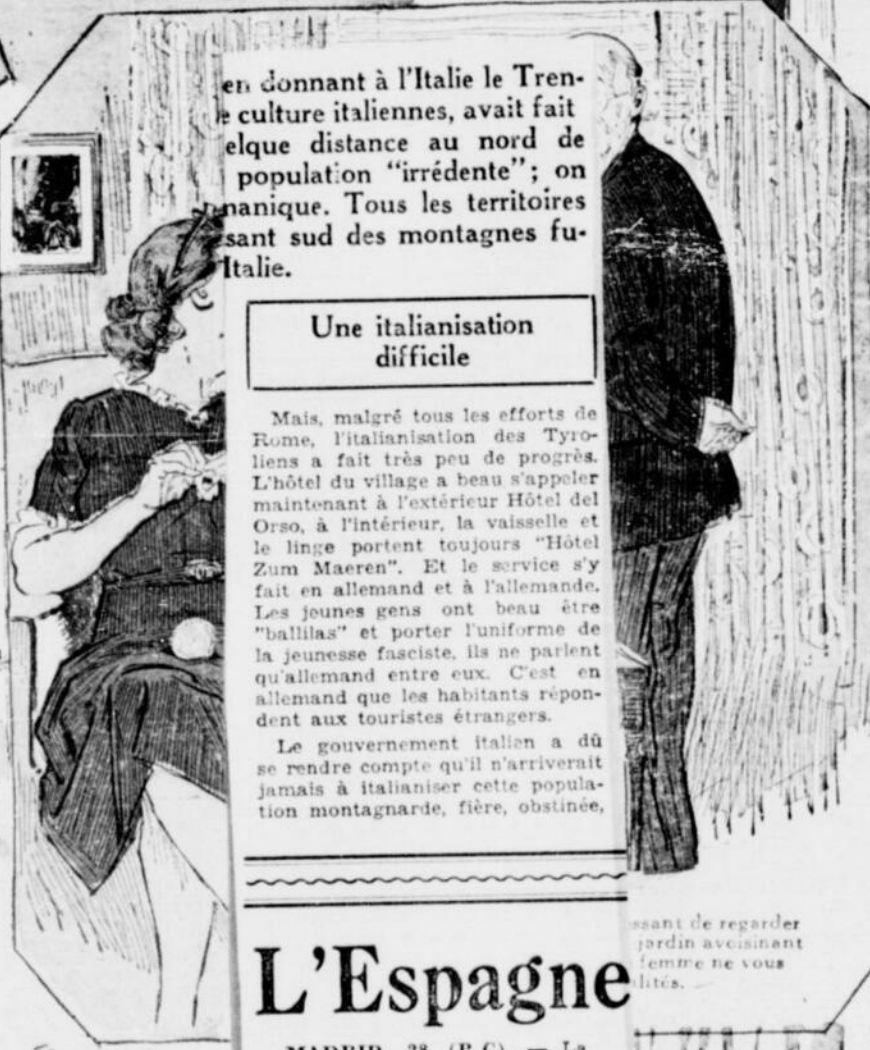 en donnant à l'Italie le Tren-
e culture italiennes, avait fait
elque distance au nord de
population "irrédente"; on
manique. Tous les territoires
sant sud des montagnes fu-
Italie.
Une italianisation
difficile
Mais, malgré tous les efforts de
Rome, l'italianisation des Tyro-
liens a fait très peu de progrès.
L'hôtel du village a beau s'appeler
maintenant à l'extérieur Hôtel del
Orso, à l'intérieur, la vaisselle et
le linge portent toujours "Hôtel
Zum Maeren". Et le service s'y
fait en allemand et à l'allemande.
Les jeunes gens ont beau être
"ballilas" et porter l'uniforme de
la jeunesse fasciste, ils ne parlent
qu'allemand entre eux. C'est en
allemand que les habitants répon-
dent aux touristes étrangers.
Le gouvernement italien a dû
se rendre compte qu'il n'arriverait
jamais à italianiser cette popula-
tion montagnarde, fière, obstinée,
ssant de regarder
jardin avoisinant
femme ne vous
lités.
L'Espagne
MADRID, 28 (P.C.) — La